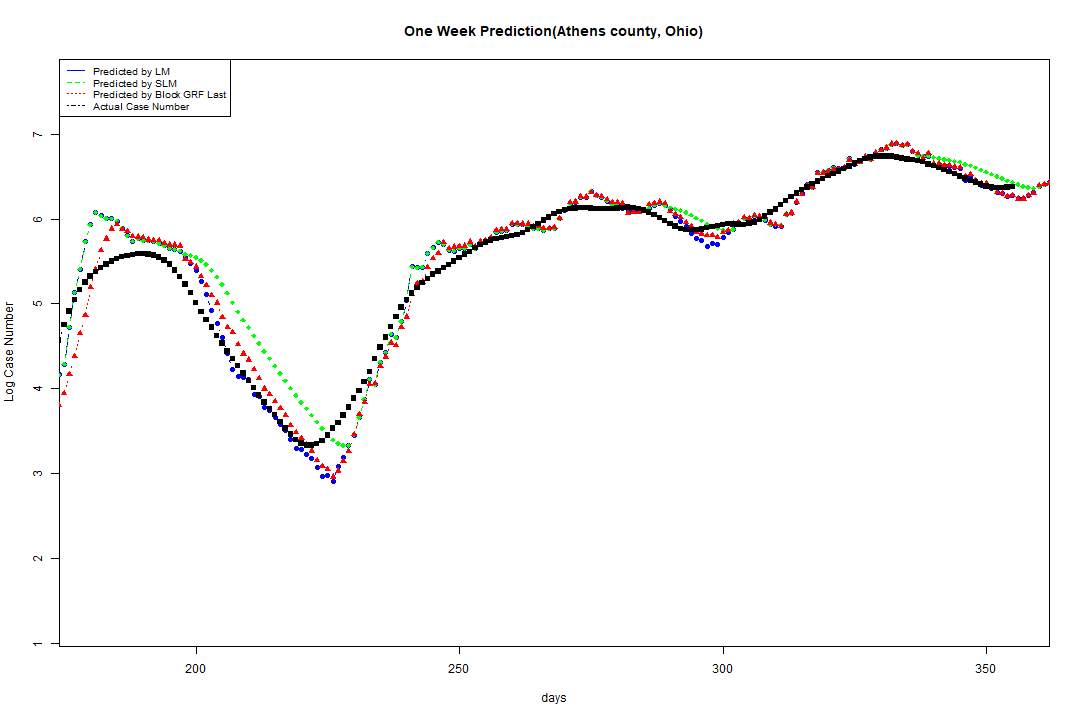 One Week Prediction(Athens county, Ohio)
Predicted by LM
Predicted by SLM
Predicted by Block GRF Last
Actual Case Number
7
6
5
4
3
2
1
Log Case Number
200 250 300 350
days